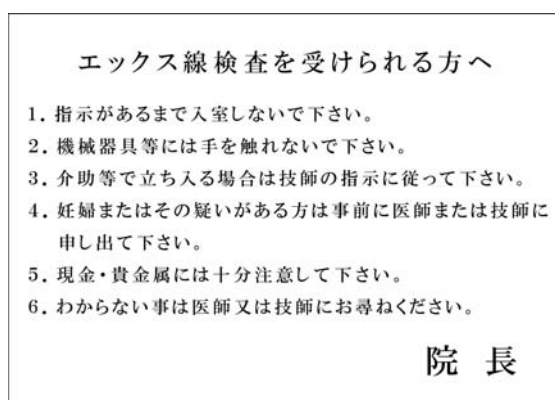 エックス線検査を受けられる方へ
1. 指示があるまで入室しないで下さい。
2. 機械器具等には手を触れないで下さい。
3. 介助等で立ち入る場合は技師の指示に従って下さい。
4. 妊婦またはその疑いがある方は事前に医師または技師に
申し出て下さい。
5. 現金・貴金属には十分注意して下さい。
6. わからない事は医師又は技師にお尋ねください。
院 長